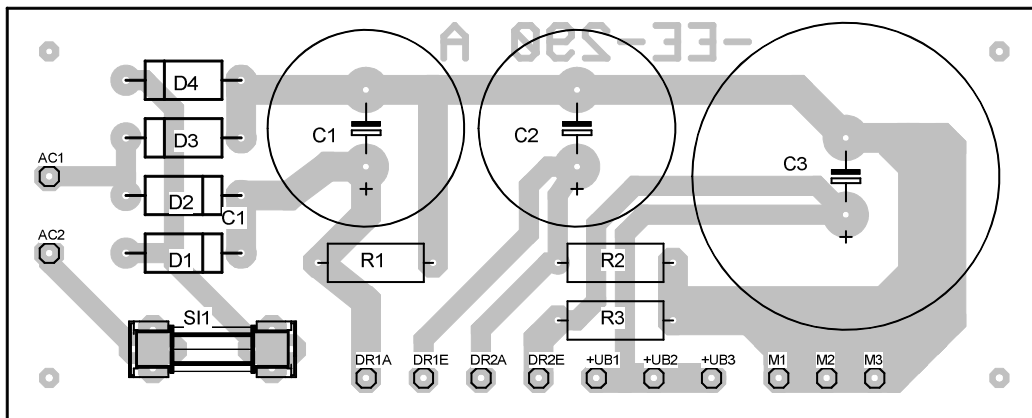 -EE-290 A
D4
D3
D2
C1
D1
AC1
AC2
SI1
C1
+
C2
+
C3
+
R1
R2
R3
DR1A
DR1E
DR2A
DR2E
+UB1
+UB2
+UB3
M1
M2
M3